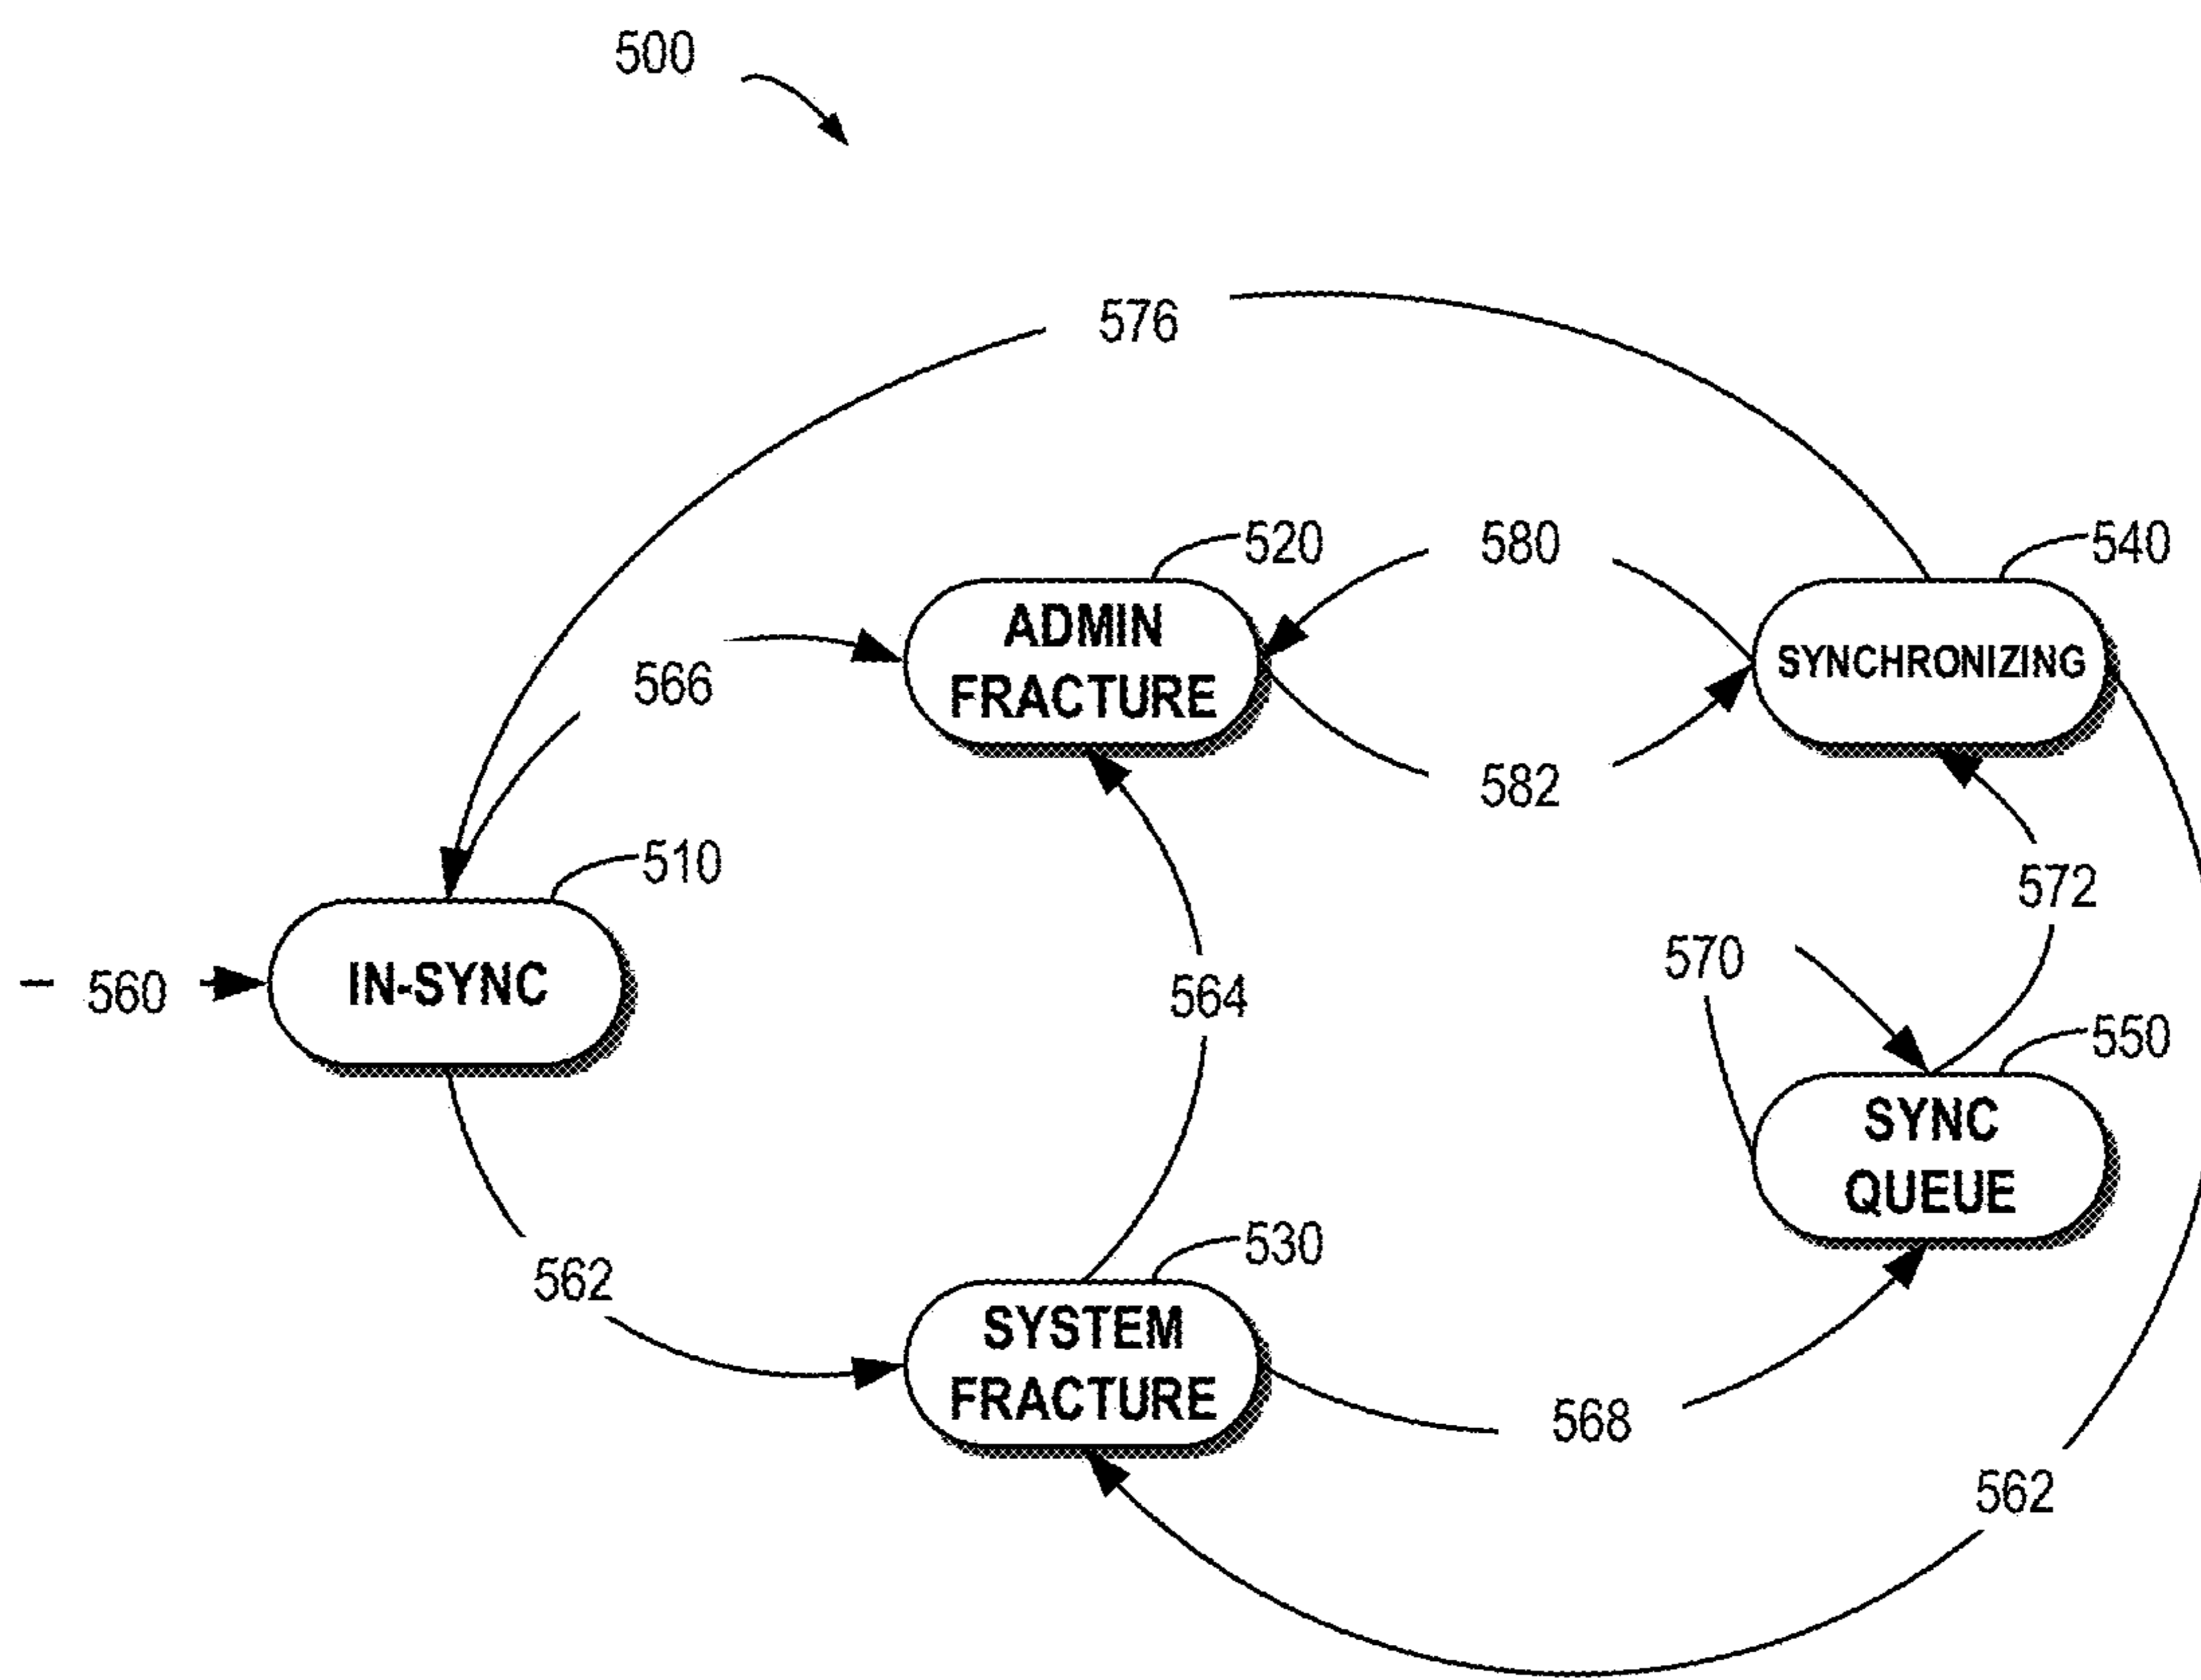 500
576
520
580
540
ADMIN
FRACTURE
SYNCHRONIZING
566
582
510
572
570
IN-SYNC
560
564
550
SYNC
QUEUE
530
562
SYSTEM
FRACTURE
568
562